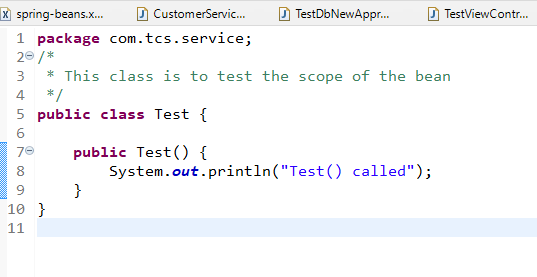 spring-beans.x...
CustomerServic...
TestDbNewAppr...
TestViewContr...
1 package com.tcs.service;
2 /*
3 * This class is to test the scope of the bean
4 */
5 public class Test {
6
7 public Test() {
8 System.out.println("Test() called");
9 }
10 }
11